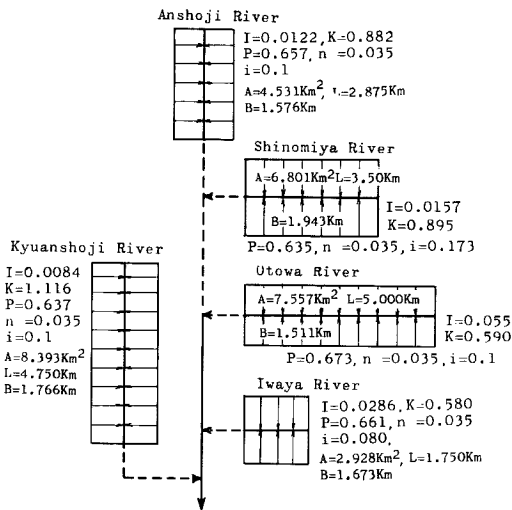 Anshoji River
I=0.0122, K=0.882
P=0.657, n =0.035
i=0.1
A=4.531Km², L=2.875Km
B=1.576Km
Shinomiya River
A=6.801Km² L=3.50Km
B=1.943Km
I=0.0157
K=0.895
P=0.635, n =0.035, i=0.173
Kyuanshoji River
I=0.0084
K=1.116
P=0.637
n =0.035
i=0.1
A=8.393Km²
L=4.750Km
B=1.766Km
Otowa River
A=7.557Km² L=5.000Km
B=1.511Km
I=0.055
K=0.590
P=0.673, n =0.035, i=0.1
Iwaya River
I=0.0286, K=0.580
P=0.661, n =0.035
i=0.080,
A=2.928Km², L=1.750Km
B=1.673Km